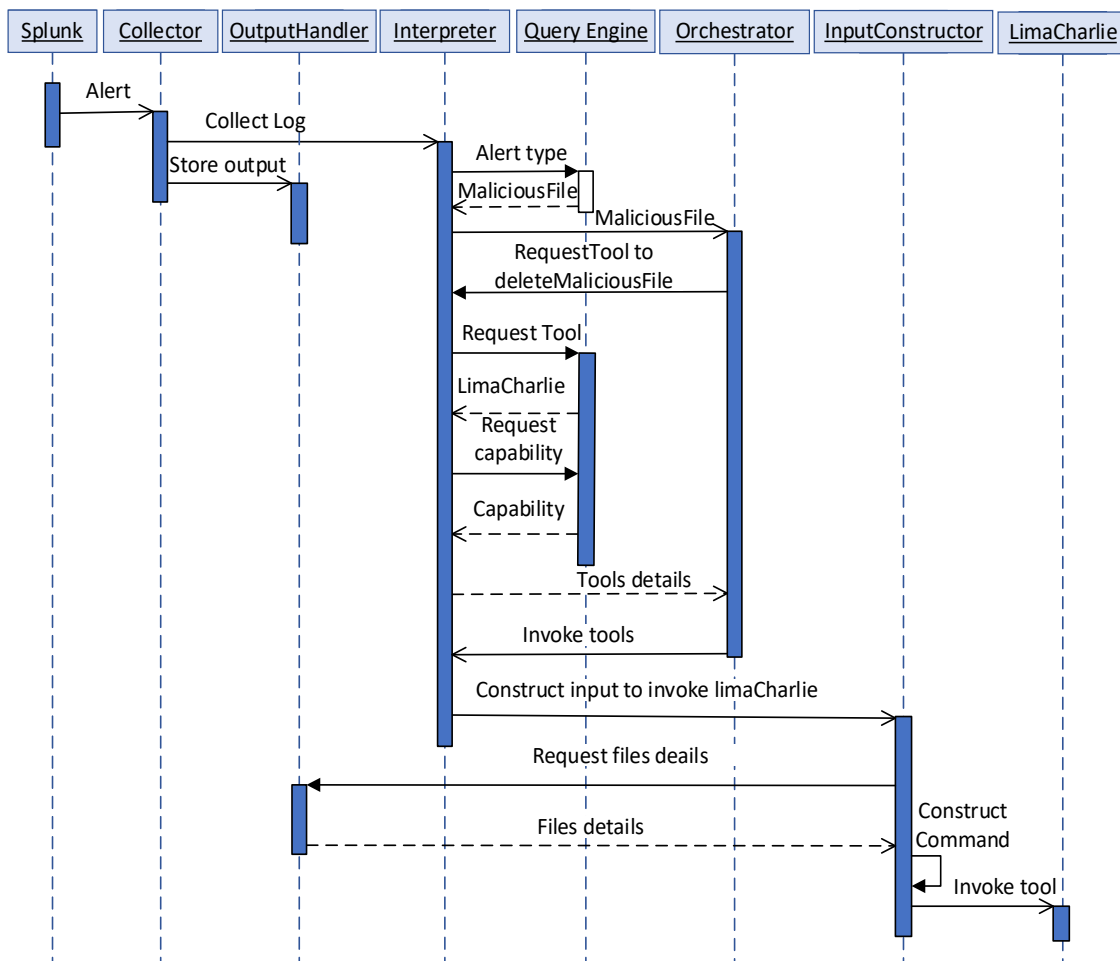 Splunk
Collector
OutputHandler
Interpreter
Query Engine
Orchestrator
InputConstructor
LimaCharlie
Alert
Collect Log
Store output
Alert type
MaliciousFile
MaliciousFile
RequestTool to
deleteMaliciousFile
Request Tool
LimaCharlie
Request
capability
Capability
Tools details
Invoke tools
Construct input to invoke limaCharlie
Request files deails
Files details
Construct
Command
Invoke tool